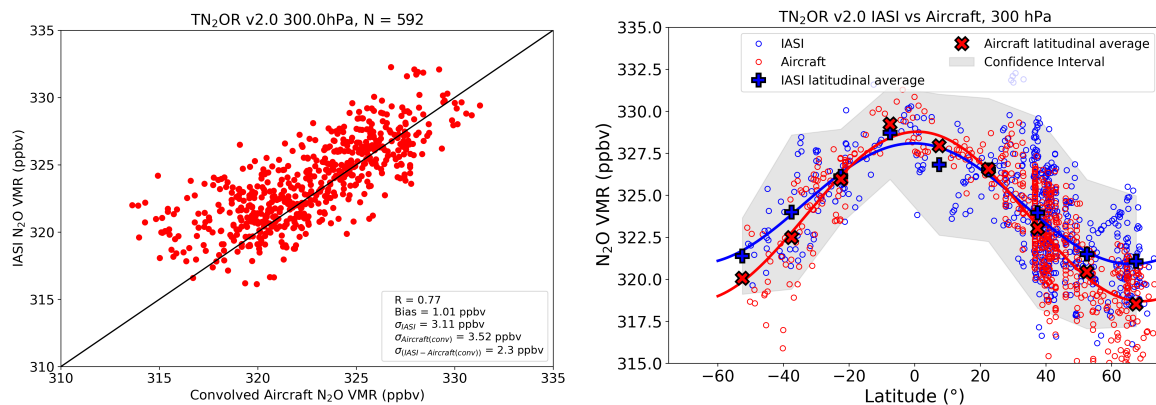 TN₂OR v2.0 300.0hPa, N = 592
335
330
325
320
315
310
IASI N₂O VMR (ppbv)
R = 0.77
Bias = 1.01 ppbv
σ_IASI = 3.11 ppbv
σ_Aircraft(conv) = 3.52 ppbv
σ_(IASI − Aircraft(conv)) = 2.3 ppbv
310 315 320 325 330 335
Convolved Aircraft N₂O VMR (ppbv)
TN₂OR v2.0 IASI vs Aircraft, 300 hPa
IASI
Aircraft
IASI latitudinal average
Aircraft latitudinal average
Confidence Interval
335.0
332.5
330.0
327.5
325.0
322.5
320.0
317.5
315.0
N₂O VMR (ppbv)
−60 −40 −20 0 20 40 60
Latitude (°)